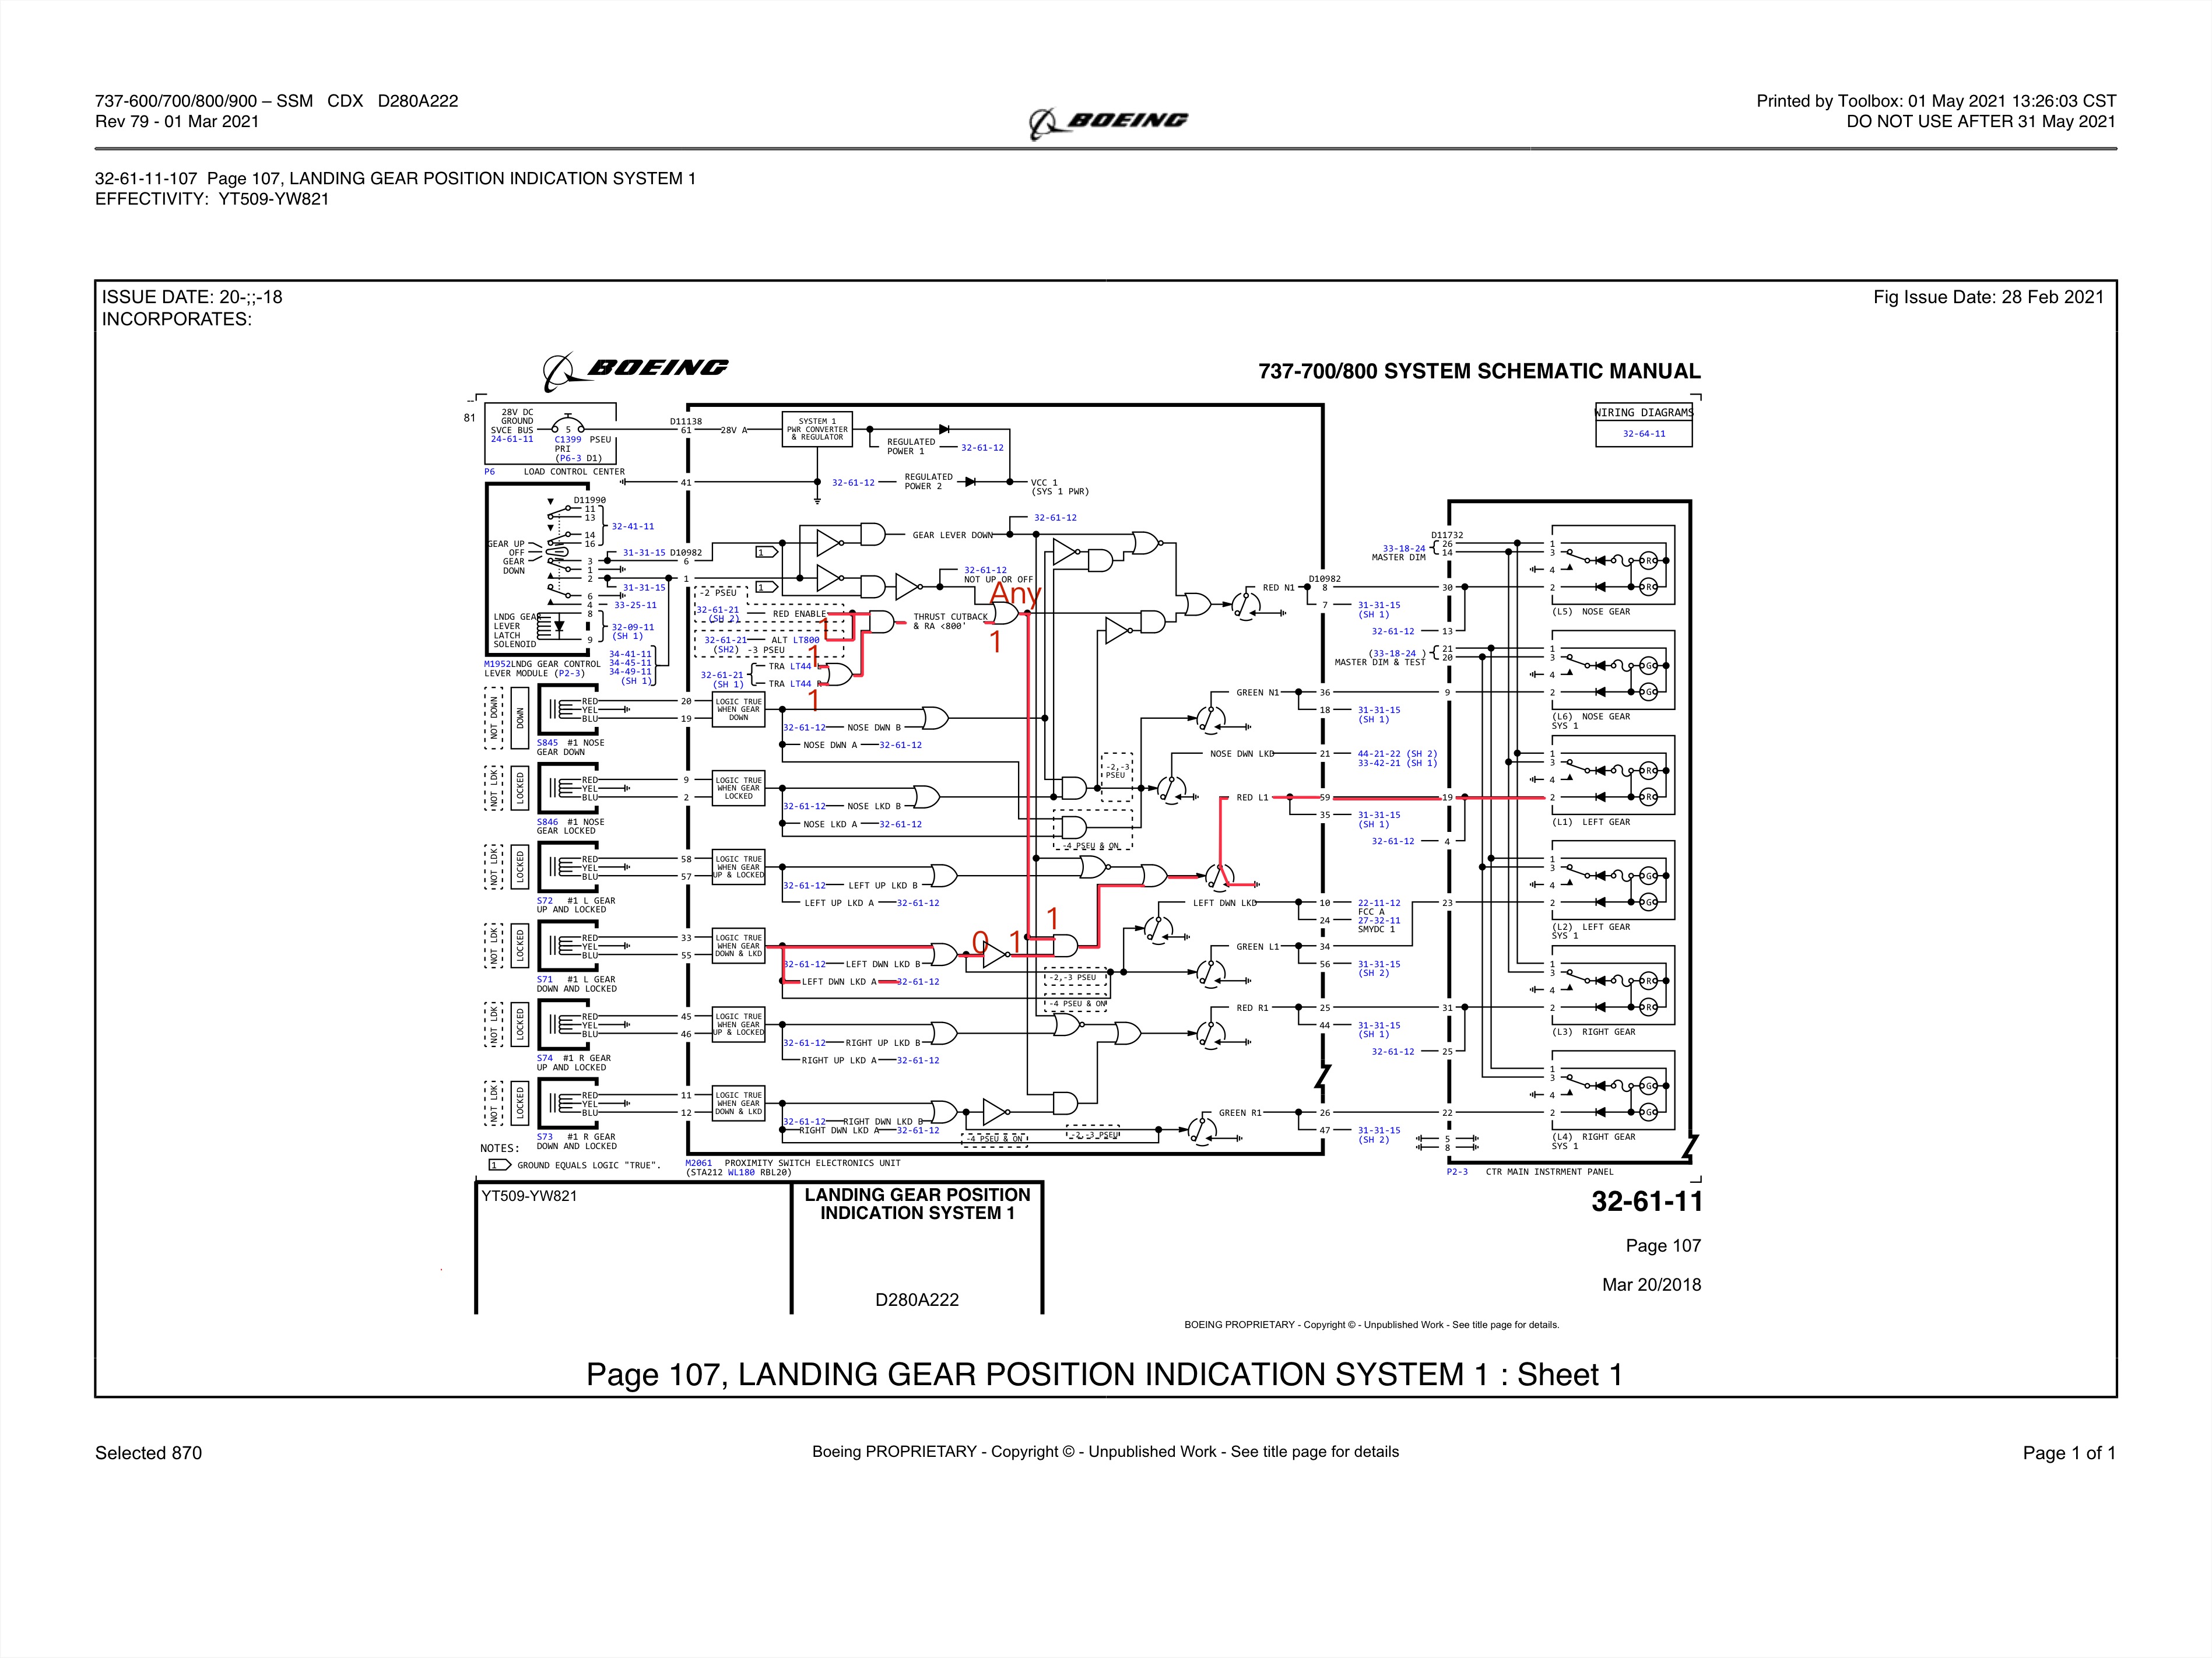 737-600/700/800/900 – SSM CDX D280A222
Rev 79 - 01 Mar 2021
BOEING
Printed by Toolbox: 01 May 2021 13:26:03 CST
DO NOT USE AFTER 31 May 2021
32-61-11-107 Page 107, LANDING GEAR POSITION INDICATION SYSTEM 1
EFFECTIVITY: YT509-YW821
ISSUE DATE: 20-;;-18
INCORPORATES:
Fig Issue Date: 28 Feb 2021
BOEING
737-700/800 SYSTEM SCHEMATIC MANUAL
81
28V DC
GROUND
SVCE BUS
24-61-11
5
C1399 PSEU
PRI
(P6-3 D1)
P6 LOAD CONTROL CENTER
D11138
61
28V A
SYSTEM 1
PWR CONVERTER
& REGULATOR
REGULATED
POWER 1
32-61-12
41
32-61-12
REGULATED
POWER 2
VCC 1
(SYS 1 PWR)
WIRING DIAGRAMS
32-64-11
D11990
11
13
14
16
32-41-11
GEAR UP
OFF
GEAR
DOWN
3
1
2
6
4
8
9
31-31-15 D10982
6
1
31-31-15
33-25-11
LNDG GEAR
LEVER
LATCH
SOLENOID
32-09-11
(SH 1)
34-41-11
34-45-11
34-49-11
(SH 1)
M1952 LNDG GEAR CONTROL
LEVER MODULE (P2-3)
1
1
GEAR LEVER DOWN
32-61-12
32-61-12
NOT UP OR OFF
Any
-2 PSEU
32-61-21
(SH 2)
RED ENABLE
1
THRUST CUTBACK
& RA <800'
1
32-61-21
(SH2) -3 PSEU
ALT LT800
1
32-61-21
(SH 1)
TRA LT44 L
TRA LT44 R
1
NOT DOWN
DOWN
RED
YEL
BLU
20
19
LOGIC TRUE
WHEN GEAR
DOWN
32-61-12 NOSE DWN B
NOSE DWN A 32-61-12
S845 #1 NOSE
GEAR DOWN
NOT LDK
LOCKED
RED
YEL
BLU
9
2
LOGIC TRUE
WHEN GEAR
LOCKED
32-61-12 NOSE LKD B
NOSE LKD A 32-61-12
S846 #1 NOSE
GEAR LOCKED
-2,-3
PSEU
-4 PSEU & ON
NOT LDK
LOCKED
RED
YEL
BLU
58
57
LOGIC TRUE
WHEN GEAR
UP & LOCKED
32-61-12 LEFT UP LKD B
LEFT UP LKD A 32-61-12
S72 #1 L GEAR
UP AND LOCKED
NOT LDK
LOCKED
RED
YEL
BLU
33
55
LOGIC TRUE
WHEN GEAR
DOWN & LKD
0
1
1
32-61-12 LEFT DWN LKD B
LEFT DWN LKD A 32-61-12
S71 #1 L GEAR
DOWN AND LOCKED
-2,-3 PSEU
-4 PSEU & ON
NOT LDK
LOCKED
RED
YEL
BLU
45
46
LOGIC TRUE
WHEN GEAR
UP & LOCKED
32-61-12 RIGHT UP LKD B
RIGHT UP LKD A 32-61-12
S74 #1 R GEAR
UP AND LOCKED
NOT LDK
LOCKED
RED
YEL
BLU
11
12
LOGIC TRUE
WHEN GEAR
DOWN & LKD
32-61-12 RIGHT DWN LKD B
RIGHT DWN LKD A 32-61-12
-4 PSEU & ON
-2,-3 PSEU
S73 #1 R GEAR
DOWN AND LOCKED
NOTES:
1 GROUND EQUALS LOGIC "TRUE".
M2061 PROXIMITY SWITCH ELECTRONICS UNIT
(STA212 WL180 RBL20)
RED N1
D10982
8
7 31-31-15
(SH 1)
30
32-61-12 13
GREEN N1 36
18 31-31-15
(SH 1)
9
NOSE DWN LKD 21 44-21-22 (SH 2)
33-42-21 (SH 1)
RED L1 59
35 31-31-15
(SH 1)
19
32-61-12 4
LEFT DWN LKD 10 22-11-12
FCC A
24 27-32-11
SMYDC 1
23
GREEN L1 34
56 31-31-15
(SH 2)
RED R1 25
44 31-31-15
(SH 1)
31
32-61-12 25
GREEN R1 26
47 31-31-15
(SH 2)
22
5
8
D11732
33-18-24
MASTER DIM
26
14
(33-18-24 )
MASTER DIM & TEST
21
20
1
3
4
2
R
R
(L5) NOSE GEAR
1
3
4
2
G
G
(L6) NOSE GEAR
SYS 1
1
3
4
2
R
R
(L1) LEFT GEAR
1
3
4
2
G
G
(L2) LEFT GEAR
SYS 1
1
3
4
2
R
R
(L3) RIGHT GEAR
1
3
4
2
G
G
(L4) RIGHT GEAR
SYS 1
P2-3 CTR MAIN INSTRMENT PANEL
YT509-YW821
LANDING GEAR POSITION
INDICATION SYSTEM 1
D280A222
32-61-11
Page 107
Mar 20/2018
BOEING PROPRIETARY - Copyright © - Unpublished Work - See title page for details.
Page 107, LANDING GEAR POSITION INDICATION SYSTEM 1 : Sheet 1
Selected 870
Boeing PROPRIETARY - Copyright © - Unpublished Work - See title page for details
Page 1 of 1